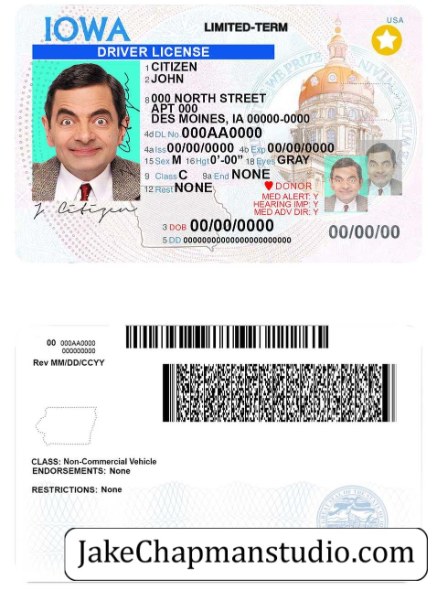 IOWA
LIMITED-TERM
USA
DRIVER LICENSE
1 CITIZEN
2 JOHN
8 000 NORTH STREET
APT 000
DES MOINES, IA 00000-0000
4d DL No. 000AA0000
4a Iss 00/00/0000 4b Exp 00/00/0000
15 Sex M 16 Hgt 0'-00" 18 Eyes GRAY
9 Class C 9a End NONE
12 Rest NONE
DONOR
MED ALERT: Y
HEARING IMP: Y
MED ADV DIR: Y
J Citizen
3 DOB 00/00/0000
00/00/00
5 DD 00000000000000000000000
00 000AA0000
000000000
Rev MM/DD/CCYY
CLASS: Non-Commercial Vehicle
ENDORSEMENTS: None
RESTRICTIONS: None
JakeChapmanstudio.com